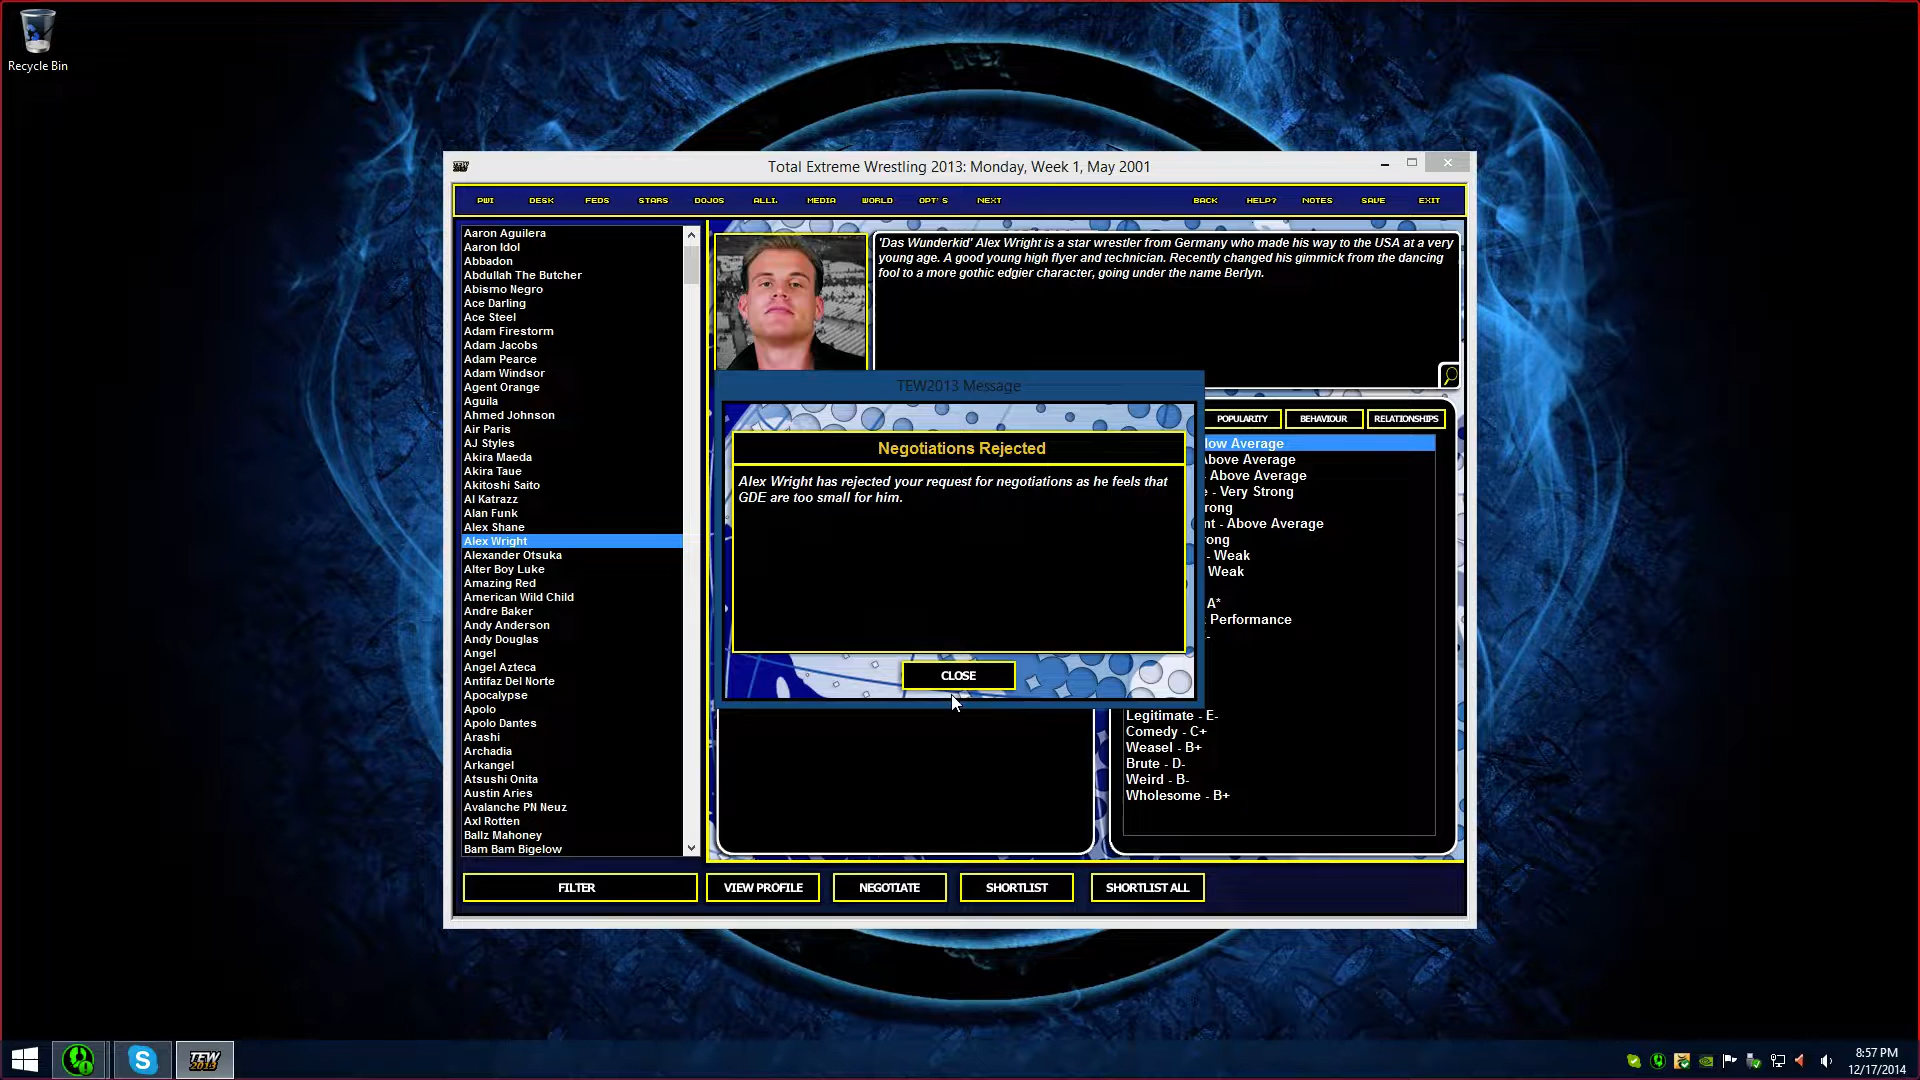 Recycle Bin
Total Extreme Wrestling 2013: Monday, Week 1, May 2001
PWI DESK FEDS STARS DOJOS ALLI. MEDIA WORLD OPT'S NEXT BACK HELP? NOTES SAVE EXIT
Aaron Aguilera
Aaron Idol
Abbadon
Abdullah The Butcher
Abismo Negro
Ace Darling
Ace Steel
Adam Firestorm
Adam Jacobs
Adam Pearce
Adam Windsor
Agent Orange
Aguila
Ahmed Johnson
Air Paris
AJ Styles
Akira Maeda
Akira Taue
Akitoshi Saito
Al Katrazz
Alan Funk
Alex Shane
Alex Wright
Alexander Otsuka
Alter Boy Luke
Amazing Red
American Wild Child
Andre Baker
Andy Anderson
Andy Douglas
Angel
Angel Azteca
Antifaz Del Norte
Apocalypse
Apolo
Apolo Dantes
Arashi
Archadia
Arkangel
Atsushi Onita
Austin Aries
Avalanche PN Neuz
Axl Rotten
Ballz Mahoney
Bam Bam Bigelow
'Das Wunderkid' Alex Wright is a star wrestler from Germany who made his way to the USA at a very
young age. A good young high flyer and technician. Recently changed his gimmick from the dancing
fool to a more gothic edgier character, going under the name Berlyn.
TEW2013 Message
Negotiations Rejected
Alex Wright has rejected your request for negotiations as he feels that
GDE are too small for him.
CLOSE
POPULARITY BEHAVIOUR RELATIONSHIPS
low Average
Above Average
Above Average
e - Very Strong
rong
nt - Above Average
rong
- Weak
Weak
A*
Performance
-
Legitimate - E-
Comedy - C+
Weasel - B+
Brute - D-
Weird - B-
Wholesome - B+
FILTER VIEW PROFILE NEGOTIATE SHORTLIST SHORTLIST ALL
TEW
2013
8:57 PM
12/17/2014